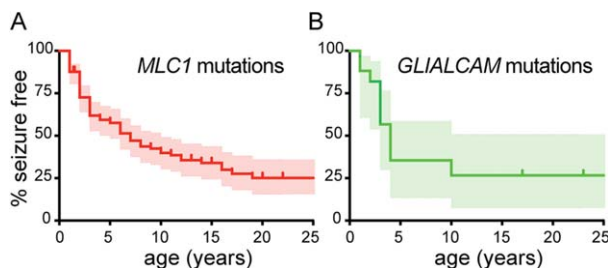 A
MLC1 mutations
% seizure free
100
75
50
25
0
0 5 10 15 20 25
age (years)
B
GLIALCAM mutations
100
75
50
25
0
0 5 10 15 20 25
age (years)